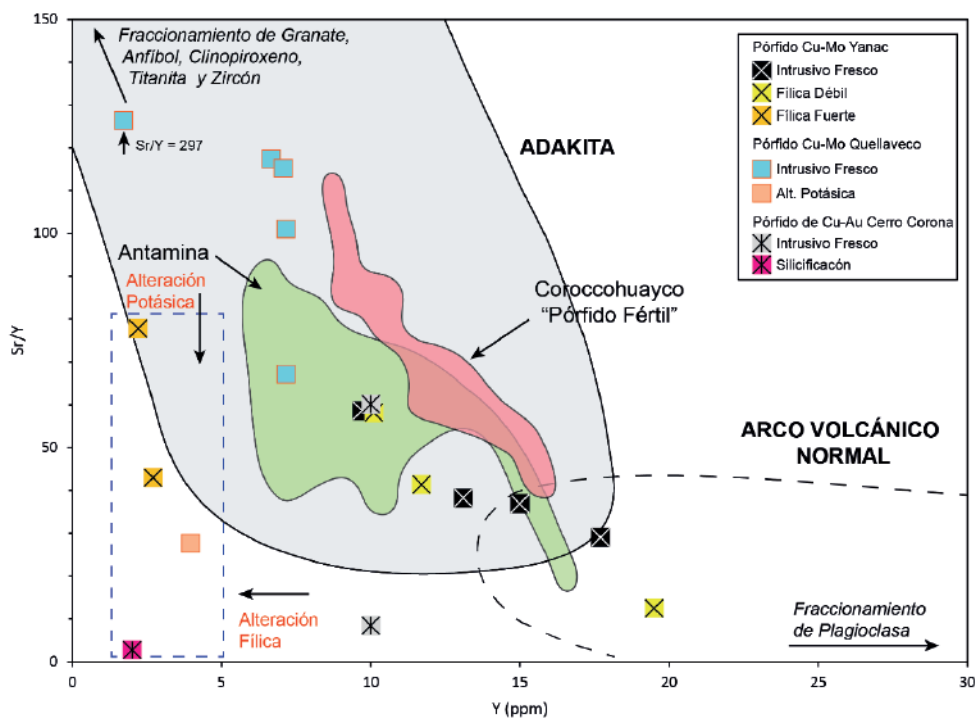 150
100
50
0
Sr/Y
0
5
10
15
20
25
30
Y (ppm)
Fraccionamiento de Granate,
Anfibol, Clinopiroxeno,
Titanita y Zircón
Sr/Y = 297
ADAKITA
Antamina
Alteración
Potásica
Coroccohuayco
"Pórfido Fértil"
ARCO VOLCÁNICO
NORMAL
Alteración
Fílica
Fraccionamiento
de Plagioclasa
Pórfido Cu-Mo Yanac
Intrusivo Fresco
Fílica Débil
Fílica Fuerte
Pórfido Cu-Mo Quellaveco
Intrusivo Fresco
Alt. Potásica
Pórfido de Cu-Au Cerro Corona
Intrusivo Fresco
Silicificacón